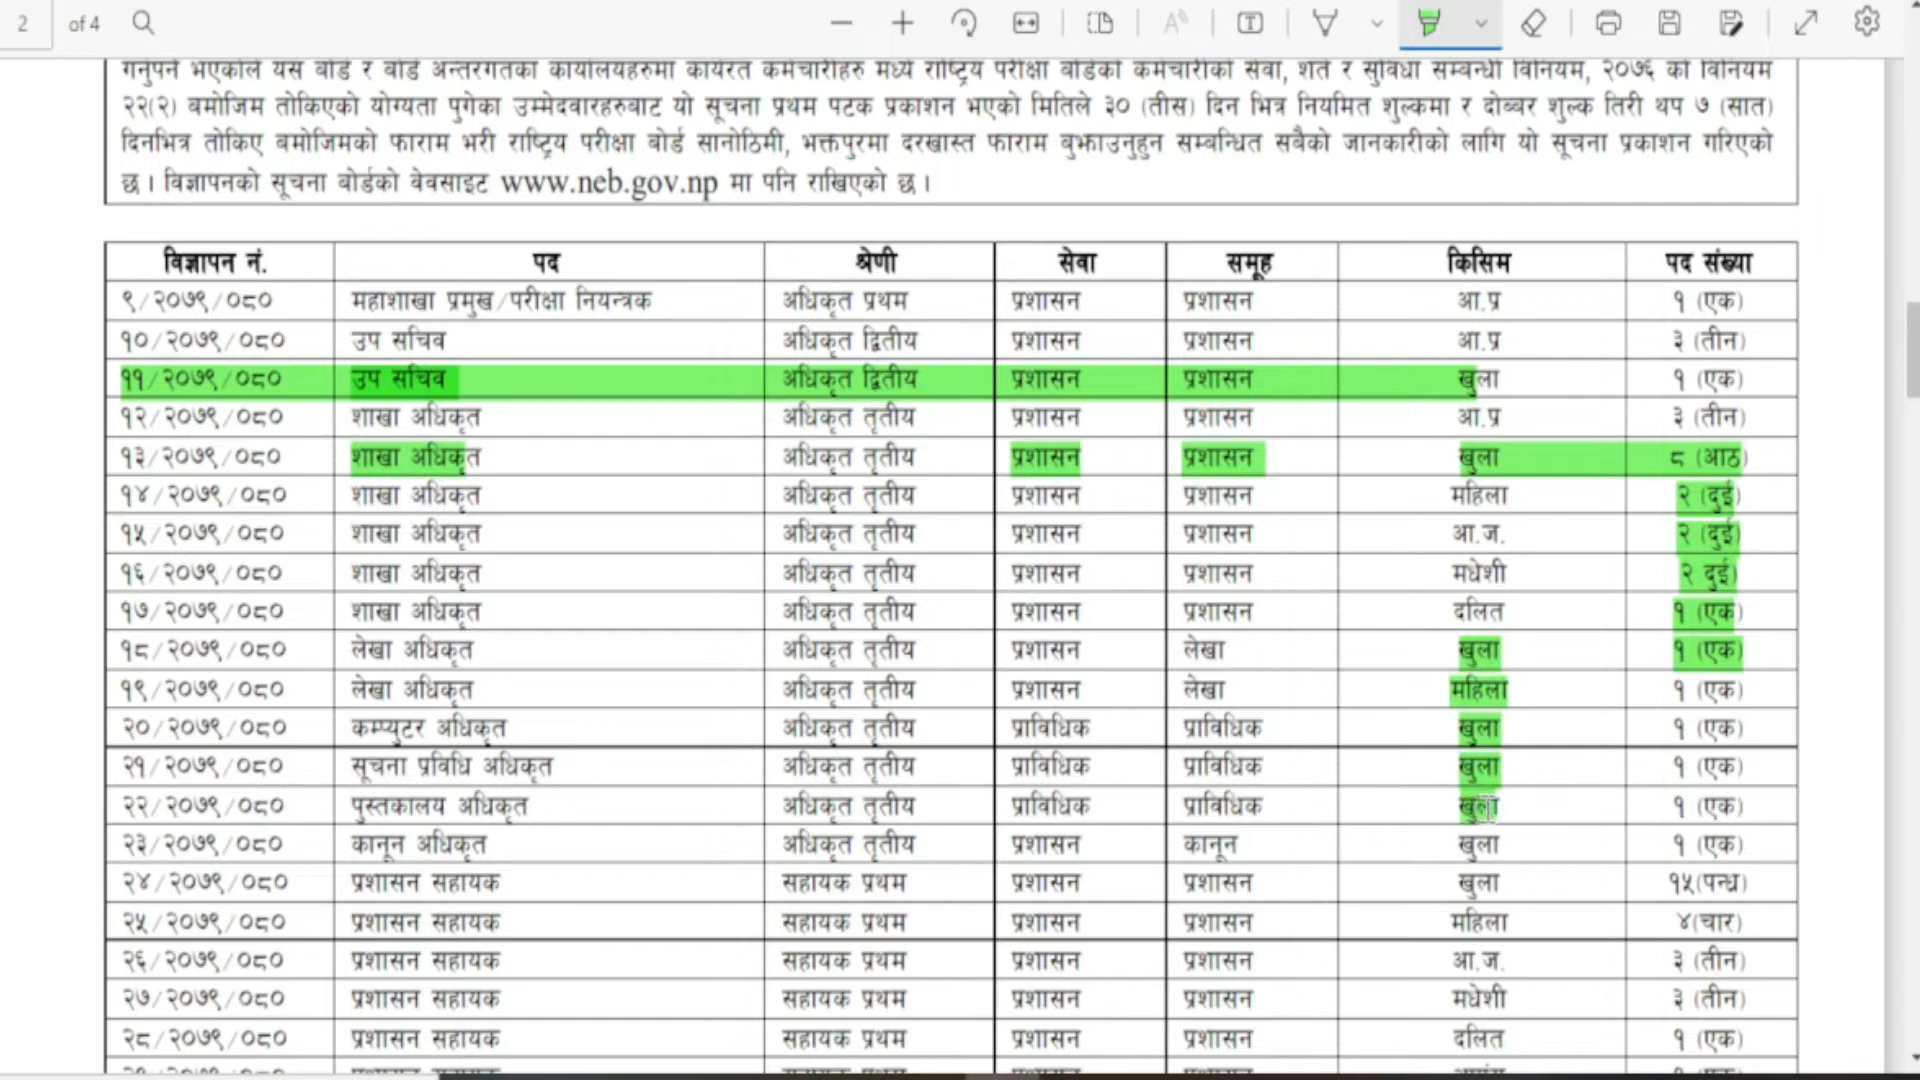 2 of 4
गर्नुपर्ने भएकोले यस बोर्ड र बोर्ड अन्तरगतका कार्यालयहरुमा कार्यरत कर्मचारीहरु मध्ये राष्ट्रिय परीक्षा बोर्डको कर्मचारीको सेवा, शर्त र सुविधा सम्बन्धी विनियम, २०७६ को विनियम
२२(२) बमोजिम तोकिएको योग्यता पुगेका उम्मेदवारहरुबाट यो सूचना प्रथम पटक प्रकाशन भएको मितिले ३० (तीस) दिन भित्र नियमित शुल्कमा र दोब्बर शुल्क तिरी थप ७ (सात)
दिनभित्र तोकिए बमोजिमको फाराम भरी राष्ट्रिय परीक्षा बोर्ड सानोठिमी, भक्तपुरमा दरखास्त फाराम बुझाउनुहुन सम्बन्धित सबैको जानकारीको लागि यो सूचना प्रकाशन गरिएको
छ । विज्ञापनको सूचना बोर्डको वेवसाइट www.neb.gov.np मा पनि राखिएको छ ।
विज्ञापन नं. पद श्रेणी सेवा समूह किसिम पद संख्या
९/२०७९/०८० महाशाखा प्रमुख/परीक्षा नियन्त्रक अधिकृत प्रथम प्रशासन प्रशासन आ.प्र १ (एक)
१०/२०७९/०८० उप सचिव अधिकृत द्वितीय प्रशासन प्रशासन आ.प्र ३ (तीन)
११/२०७९/०८० उप सचिव अधिकृत द्वितीय प्रशासन प्रशासन खुला १ (एक)
१२/२०७९/०८० शाखा अधिकृत अधिकृत तृतीय प्रशासन प्रशासन आ.प्र ३ (तीन)
१३/२०७९/०८० शाखा अधिकृत अधिकृत तृतीय प्रशासन प्रशासन खुला ८ (आठ)
१४/२०७९/०८० शाखा अधिकृत अधिकृत तृतीय प्रशासन प्रशासन महिला २ (दुई)
१५/२०७९/०८० शाखा अधिकृत अधिकृत तृतीय प्रशासन प्रशासन आ.ज. २ (दुई)
१६/२०७९/०८० शाखा अधिकृत अधिकृत तृतीय प्रशासन प्रशासन मधेशी २ दुई)
१७/२०७९/०८० शाखा अधिकृत अधिकृत तृतीय प्रशासन प्रशासन दलित १ (एक)
१८/२०७९/०८० लेखा अधिकृत अधिकृत तृतीय प्रशासन लेखा खुला १ (एक)
१९/२०७९/०८० लेखा अधिकृत अधिकृत तृतीय प्रशासन लेखा महिला १ (एक)
२०/२०७९/०८० कम्प्युटर अधिकृत अधिकृत तृतीय प्राविधिक प्राविधिक खुला १ (एक)
२१/२०७९/०८० सूचना प्रविधि अधिकृत अधिकृत तृतीय प्राविधिक प्राविधिक खुला १ (एक)
२२/२०७९/०८० पुस्तकालय अधिकृत अधिकृत तृतीय प्राविधिक प्राविधिक खुला १ (एक)
२३/२०७९/०८० कानून अधिकृत अधिकृत तृतीय प्रशासन कानून खुला १ (एक)
२४/२०७९/०८० प्रशासन सहायक सहायक प्रथम प्रशासन प्रशासन खुला १५(पन्ध्र)
२५/२०७९/०८० प्रशासन सहायक सहायक प्रथम प्रशासन प्रशासन महिला ४(चार)
२६/२०७९/०८० प्रशासन सहायक सहायक प्रथम प्रशासन प्रशासन आ.ज. ३ (तीन)
२७/२०७९/०८० प्रशासन सहायक सहायक प्रथम प्रशासन प्रशासन मधेशी ३ (तीन)
२८/२०७९/०८० प्रशासन सहायक सहायक प्रथम प्रशासन प्रशासन दलित १ (एक)